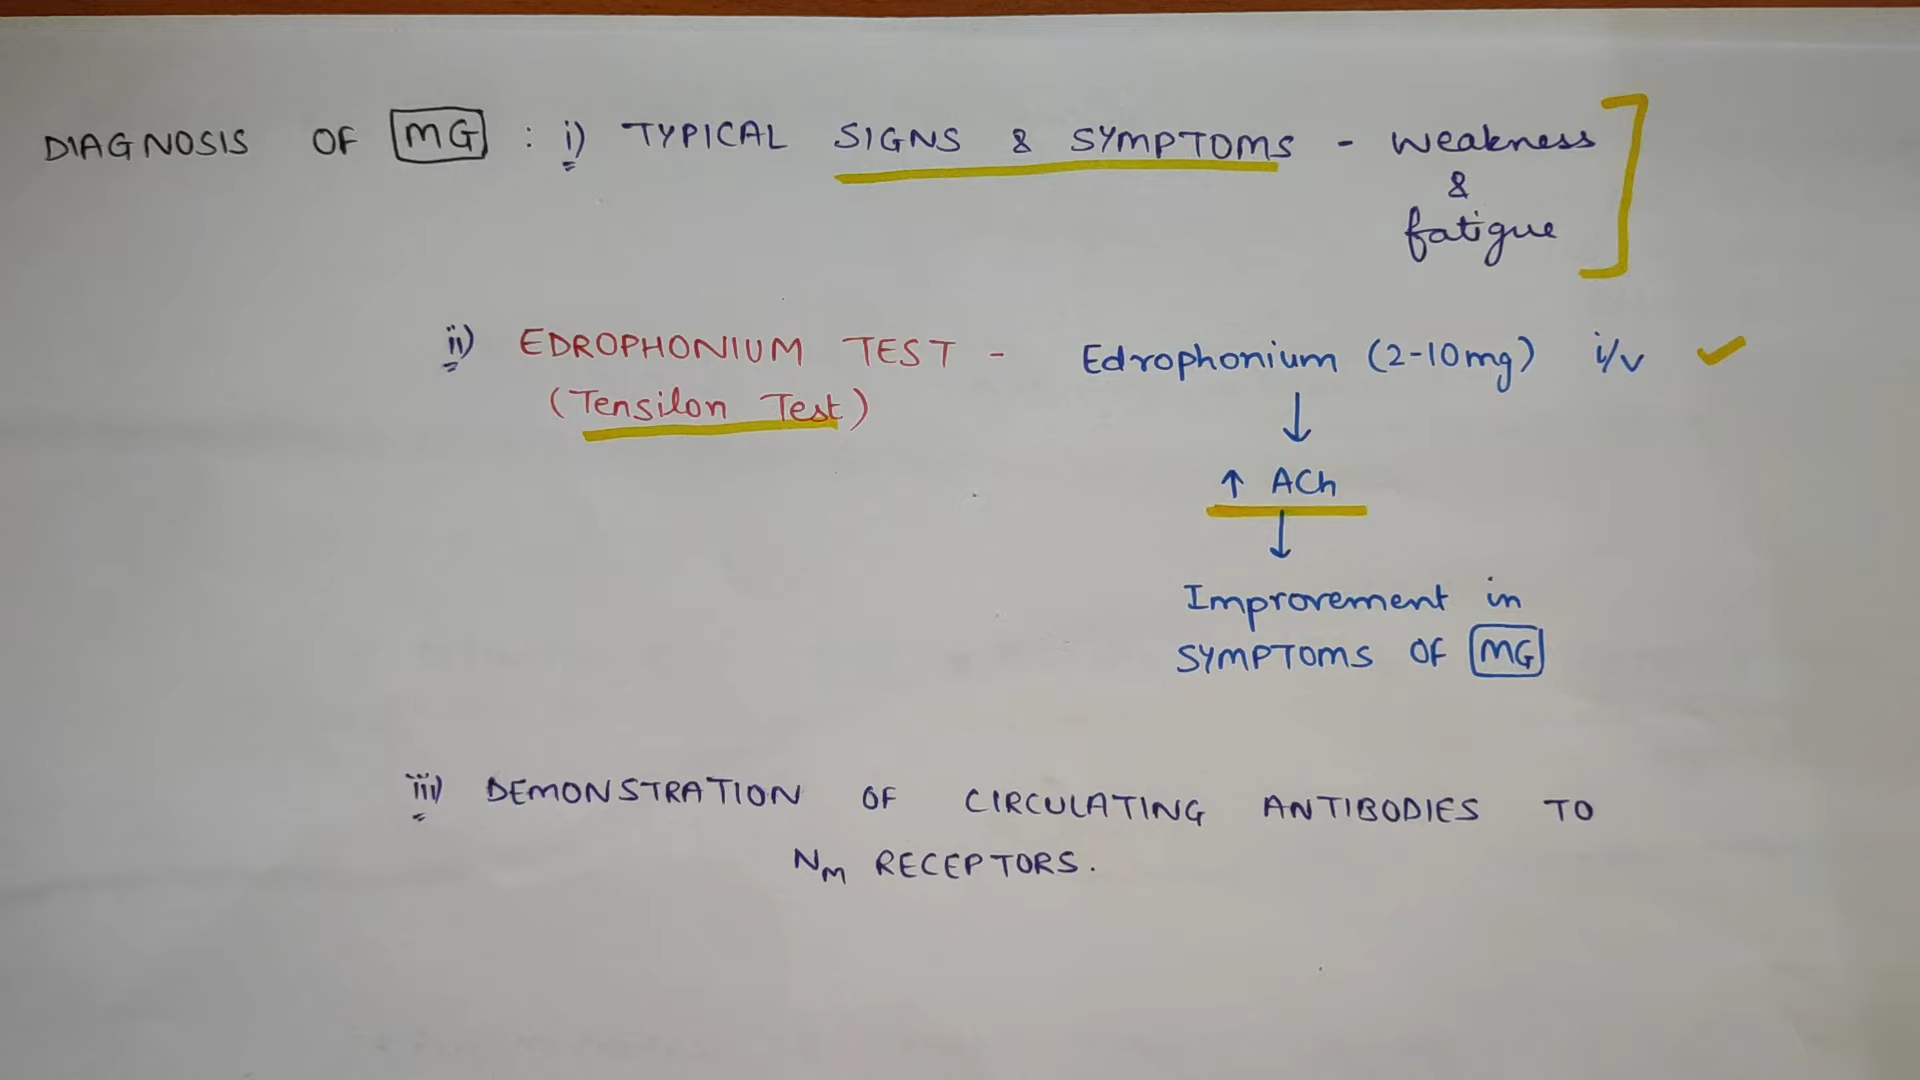 DIAGNOSIS OF MG : i) TYPICAL SIGNS & SYMPTOMS - Weakness
&
fatigue
ii) EDROPHONIUM TEST - Edrophonium (2-10mg) i/v
(Tensilon Test)
↓
↑ ACh
↓
Improvement in
SYMPTOMS OF MG
iii) DEMONSTRATION OF CIRCULATING ANTIBODIES TO
NM RECEPTORS.